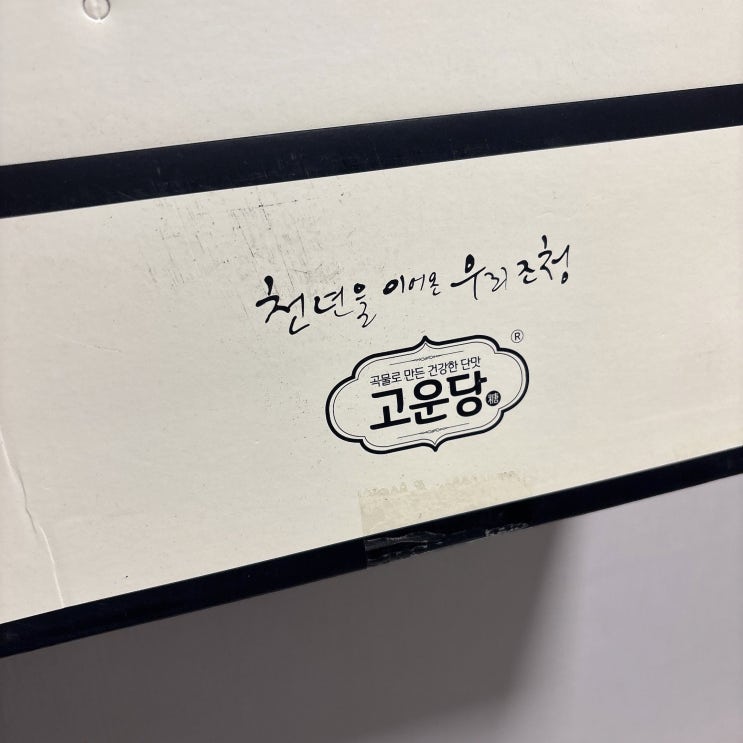 천년을 이어온 우리 조청
®
곡물로 만든 건강한 단맛
고운당 糖